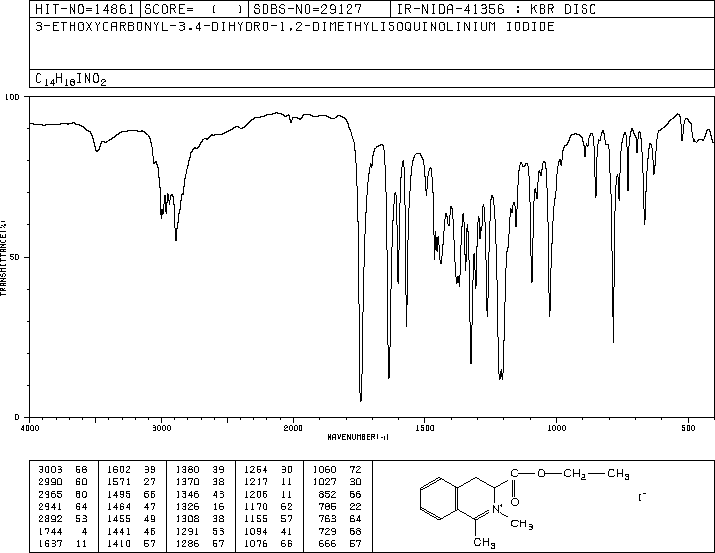 HIT-NO=14861 SCORE= ( ) SDBS-NO=29127 IR-NIDA-41356 : KBR DISC
3-ETHOXYCARBONYL-3,4-DIHYDRO-1,2-DIMETHYLISOQUINOLINIUM IODIDE
C14H18INO2
100
50
0
TRANSMITTANCE(%)
4000 3000 2000 1500 1000 500
WAVENUMBER(-1)
3003 68 1602 39 1380 39 1264 30 1060 72
2990 60 1571 27 1370 38 1217 11 1027 30
2965 60 1495 66 1346 43 1206 11 852 66
2941 64 1464 47 1326 16 1170 62 786 22
2892 53 1455 49 1308 38 1155 57 763 64
1744 4 1441 46 1291 53 1094 41 729 68
1637 11 1410 57 1286 57 1076 66 666 57
C—O—CH2—CH3
O
N+
CH3
CH3
I-